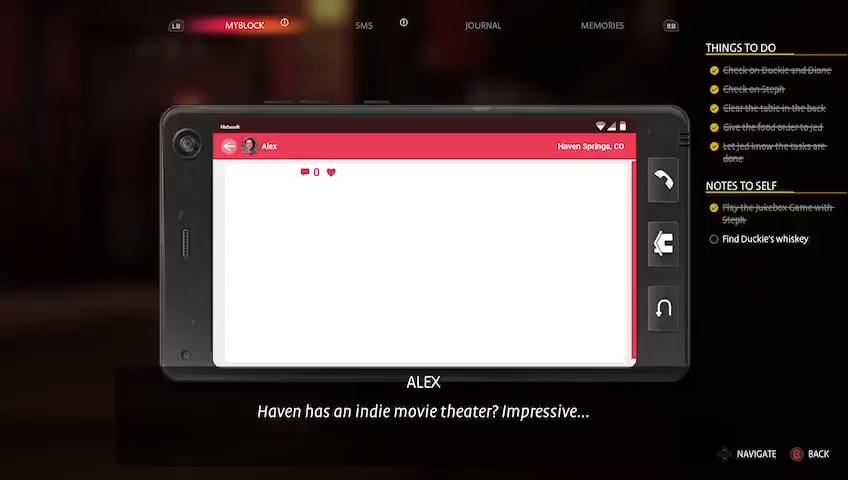 LB
MYBLOCK
SMS
JOURNAL
MEMORIES
RB
THINGS TO DO
Check on Duckie and Diane
Check on Steph
Clear the table in the back
Give the food order to Jed
Let Jed know the tasks are
done
NOTES TO SELF
Play the Jukebox Game with
Steph
Find Duckie's whiskey
Network
Alex
Haven Springs, CO
0
ALEX
Haven has an indie movie theater? Impressive...
NAVIGATE
B BACK